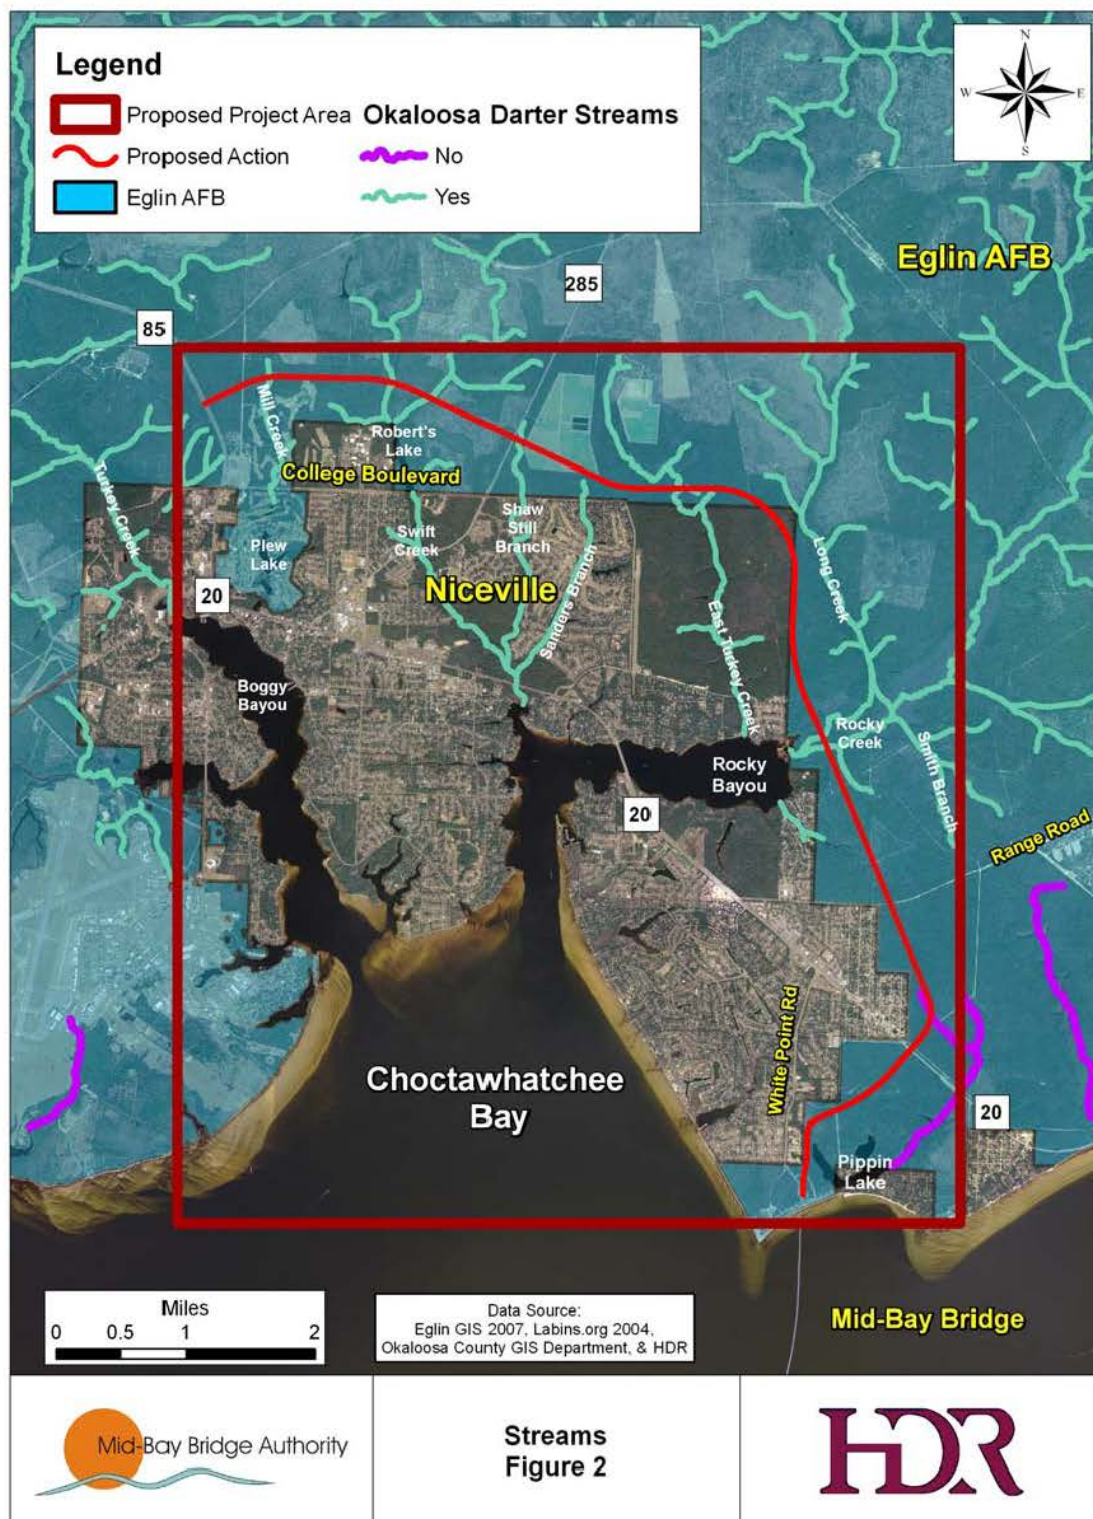 Legend
Proposed Project Area
Proposed Action
Eglin AFB
Okaloosa Darter Streams
No
Yes
N
W
E
S
Eglin AFB
285
85
Mill Creek
Robert's
Lake
College Boulevard
Turkey Creek
Plew
Lake
Swift
Creek
Shaw
Still
Branch
Niceville
Sanders Branch
Long Creek
20
East Turkey Creek
Boggy
Bayou
Rocky
Creek
Smith Branch
Rocky
Bayou
20
Range Road
White Point Rd
Choctawhatchee
Bay
20
Pippin
Lake
Mid-Bay Bridge
Miles
0 0.5 1 2
Data Source:
Eglin GIS 2007, Labins.org 2004,
Okaloosa County GIS Department, & HDR
Mid-Bay Bridge Authority
Streams
Figure 2
HDR